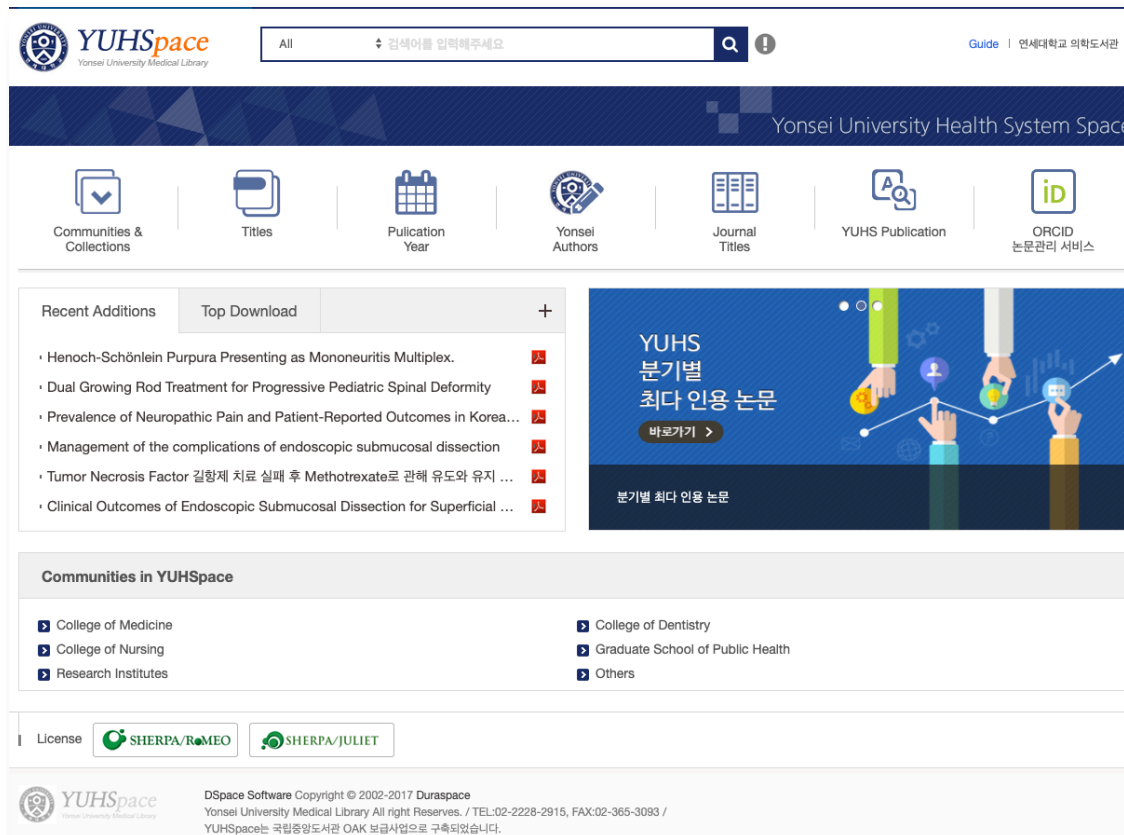 YUHSpace
Yonsei University Medical Library
All
검색어를 입력해주세요
Guide | 연세대학교 의학도서관
Yonsei University Health System Space
Communities &
Collections
Titles
Pulication
Year
Yonsei
Authors
Journal
Titles
YUHS Publication
ORCID
논문관리 서비스
Recent Additions
Top Download
Henoch-Schönlein Purpura Presenting as Mononeuritis Multiplex.
Dual Growing Rod Treatment for Progressive Pediatric Spinal Deformity
Prevalence of Neuropathic Pain and Patient-Reported Outcomes in Korea...
Management of the complications of endoscopic submucosal dissection
Tumor Necrosis Factor 길항제 치료 실패 후 Methotrexate로 관해 유도와 유지 ...
Clinical Outcomes of Endoscopic Submucosal Dissection for Superficial ...
YUHS
분기별
최다 인용 논문
바로가기 >
분기별 최다 인용 논문
Communities in YUHSpace
College of Medicine
College of Dentistry
College of Nursing
Graduate School of Public Health
Research Institutes
Others
License
SHERPA/RoMEO
SHERPA/JULIET
YUHSpace
Yonsei University Medical Library
DSpace Software Copyright © 2002-2017 Duraspace
Yonsei University Medical Library All right Reserves. / TEL:02-2228-2915, FAX:02-365-3093 /
YUHSpace는 국립중앙도서관 OAK 보급사업으로 구축되었습니다.